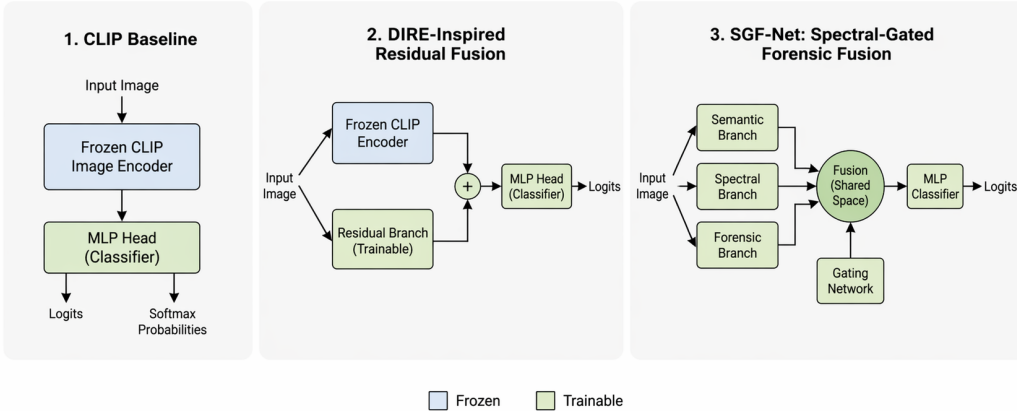 1. CLIP Baseline
Input Image
Frozen CLIP
Image Encoder
MLP Head
(Classifier)
Logits
Softmax
Probabilities
2. DIRE-Inspired
Residual Fusion
Input
Image
Frozen CLIP
Encoder
Residual Branch
(Trainable)
+
MLP Head
(Classifier)
Logits
3. SGF-Net: Spectral-Gated
Forensic Fusion
Input
Image
Semantic
Branch
Spectral
Branch
Forensic
Branch
Fusion
(Shared
Space)
Gating
Network
MLP
Classifier
Logits
Frozen
Trainable